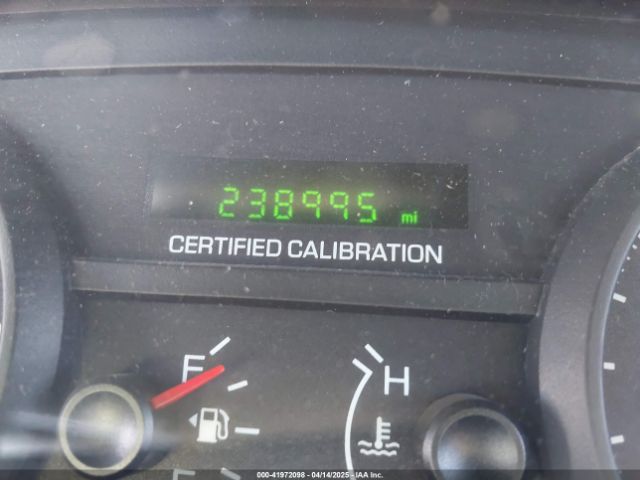 238995 mi
CERTIFIED CALIBRATION
F
H
E
000-41972098 - 04/14/2025 - IAA Inc.